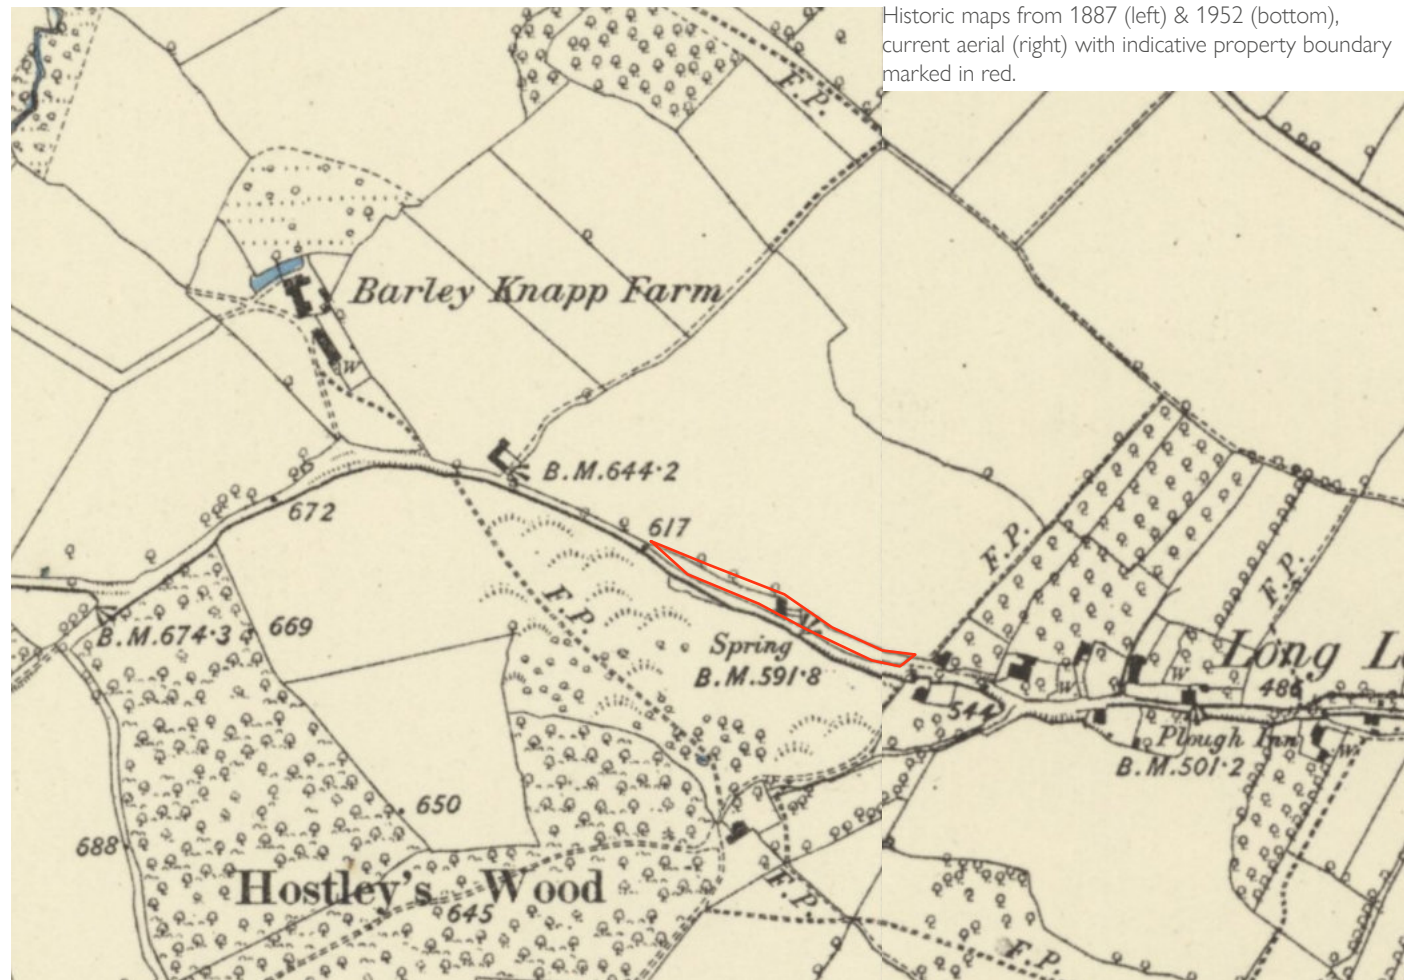 Historic maps from 1887 (left) & 1952 (bottom),
current aerial (right) with indicative property boundary
marked in red.
F.P.
Barley Knapp Farm
W
B.M.644·2
672
617
F.P.
F.P.
F.P.
B.M.674·3
669
Spring
B.M.591·8
W
W
Long L
486
544
Plough Inn
W
B.M.501·2
650
688
Hostley's Wood
645
F.P.
F.P.